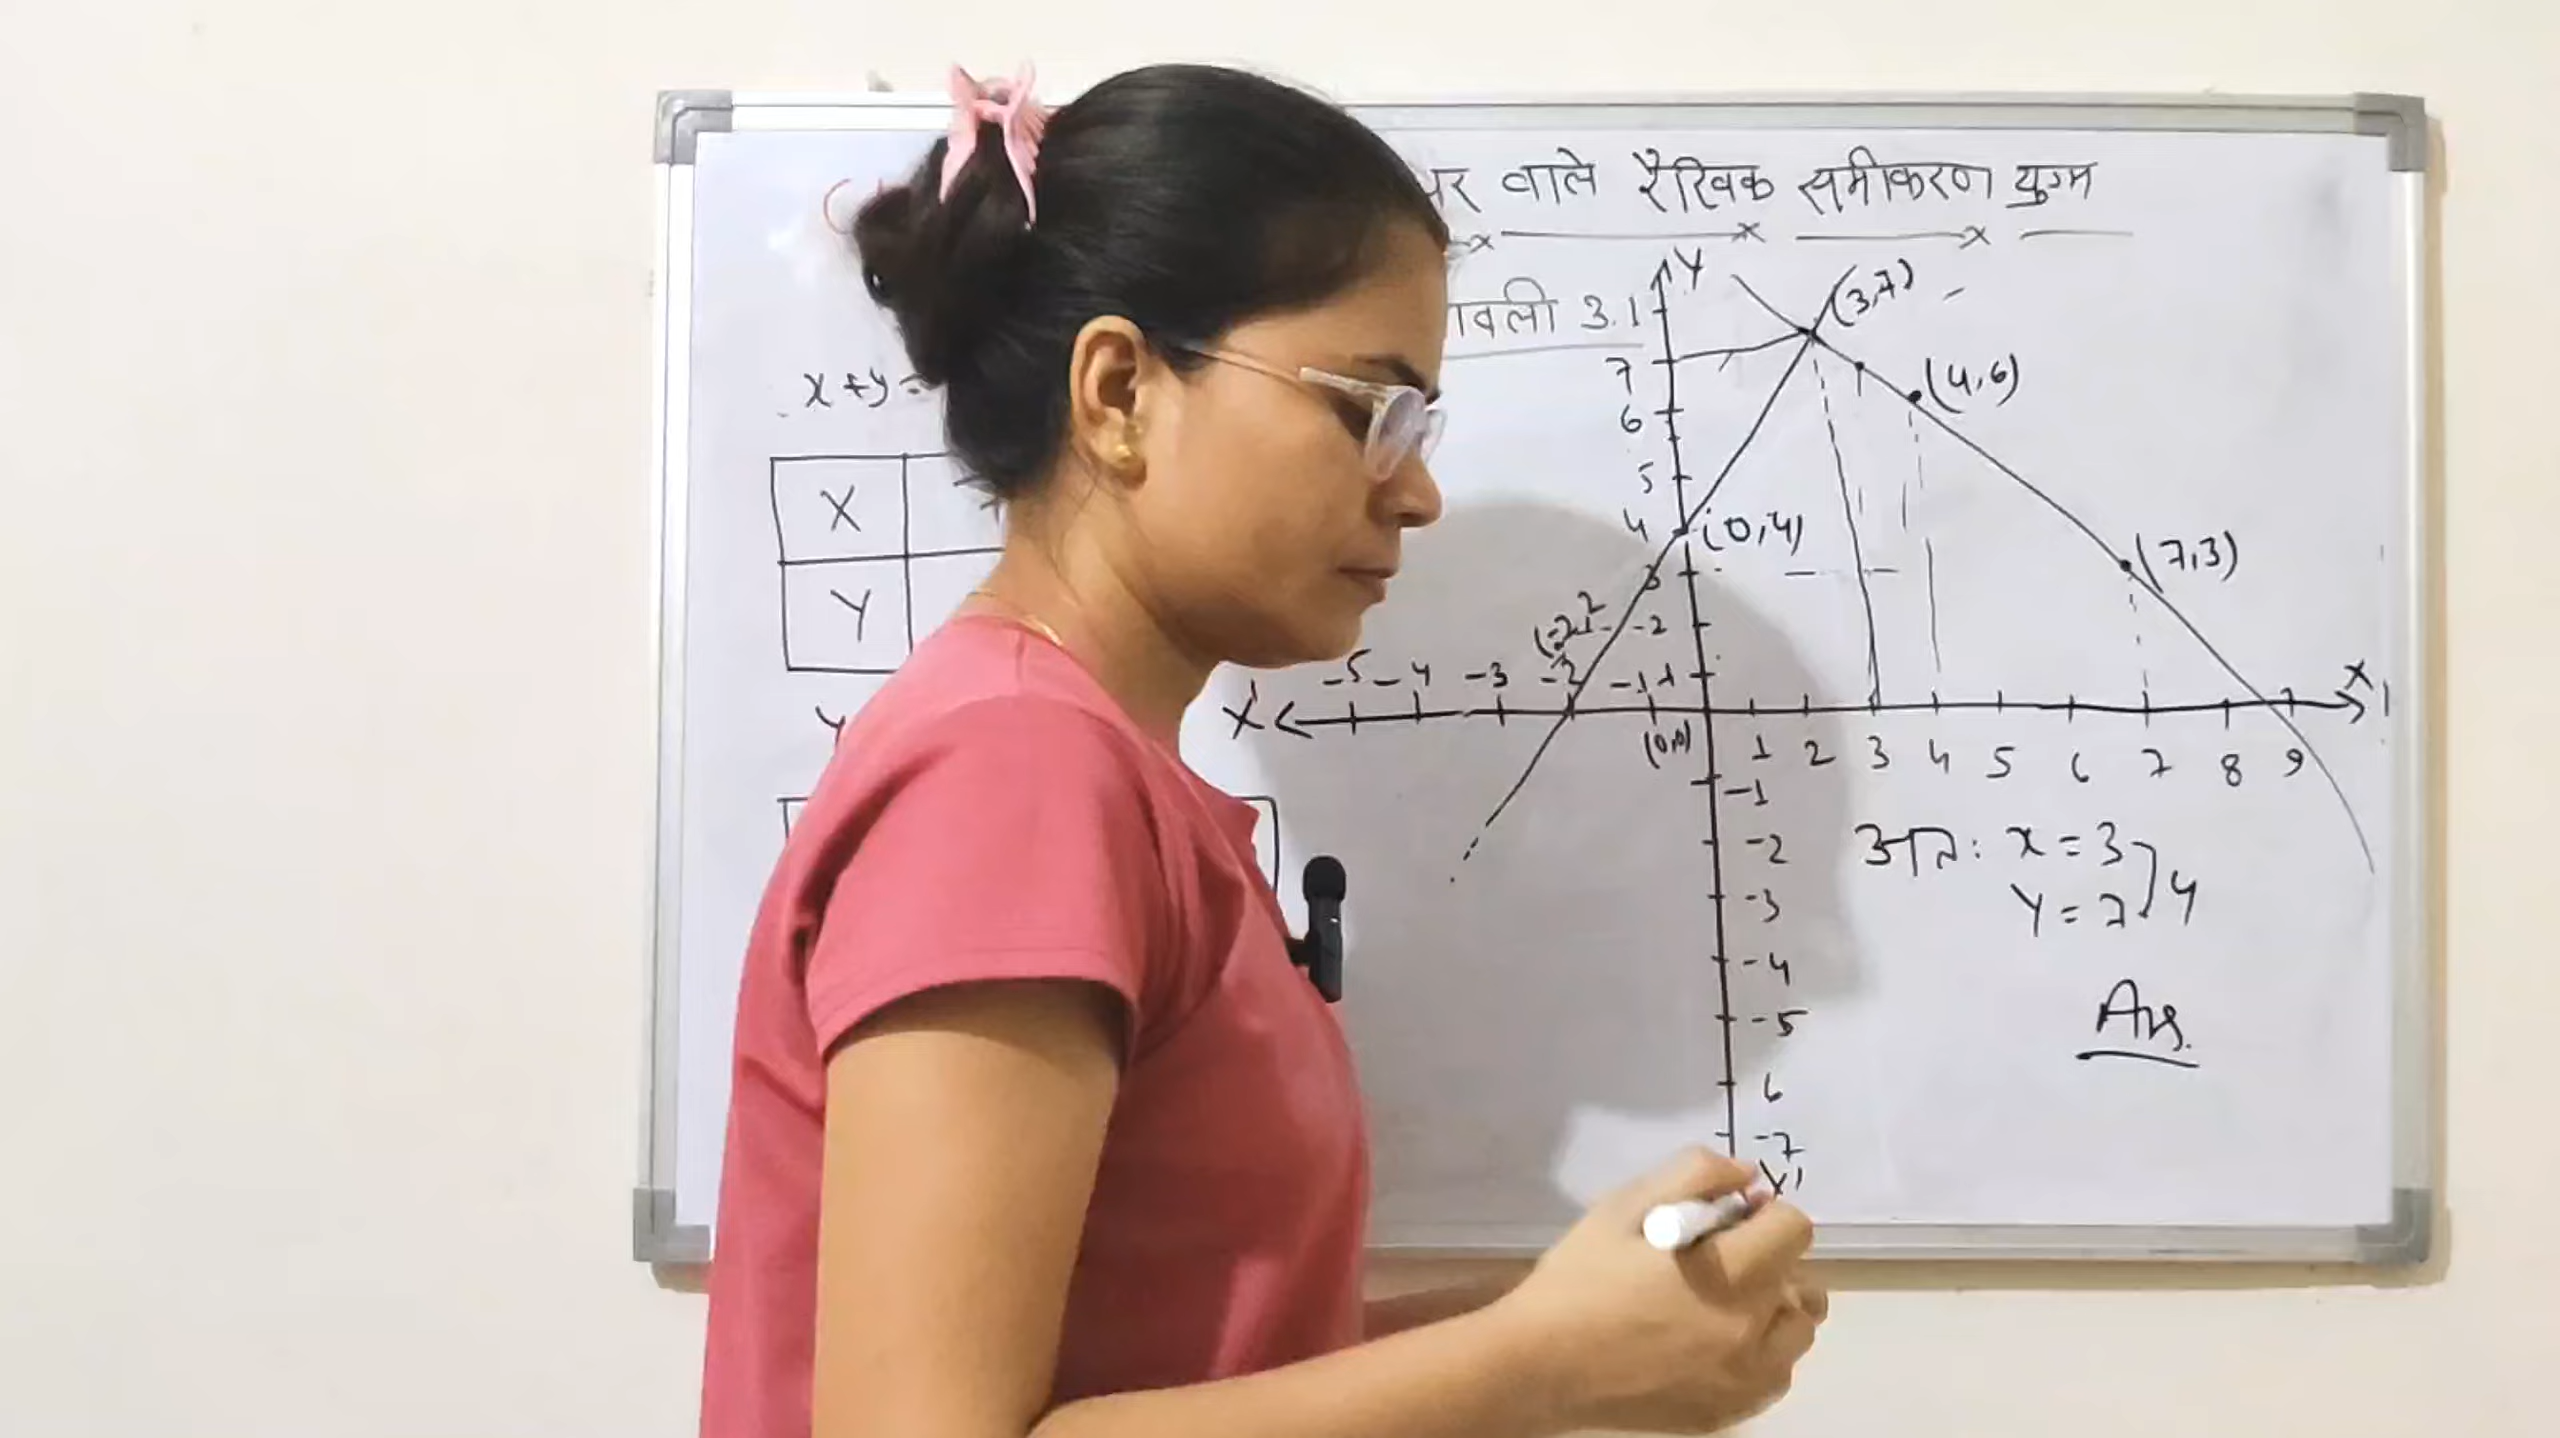 वाले रैखिक समीकरण युग्म
3.1
Y
(3,7)
x+y=
7
6
(4,6)
X
5
4
(0,4)
3
(7,3)
Y
2
-2
-5 -4 -3 -2 -1 1
X' X
(0,0) 1 2 3 4 5 6 7 8 9
-1
-2
अतः x = 3
-3
y = 7
-4
-5
Ans.
6
-7
Y'